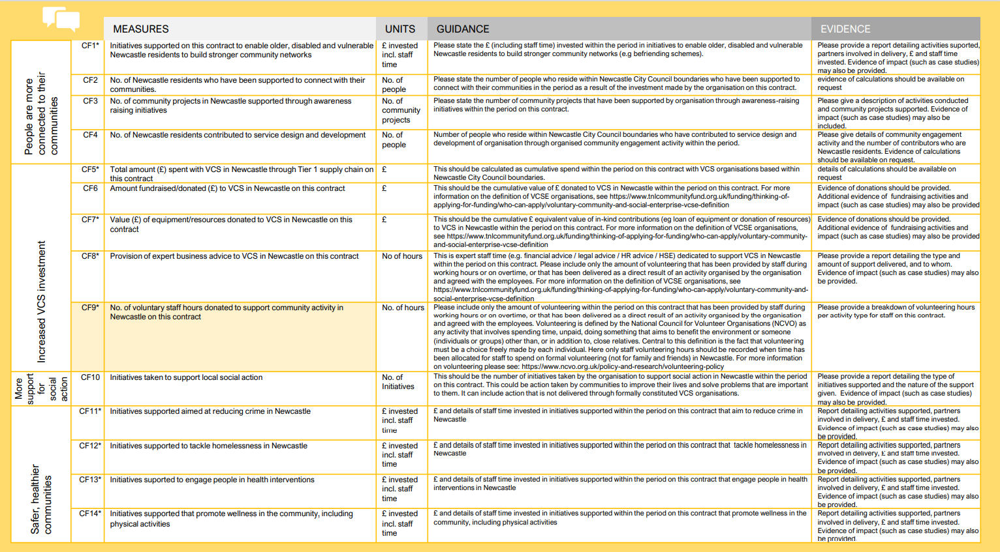 MEASURES
UNITS
GUIDANCE
EVIDENCE
People are more
connected to their
communities
CF1*
Initiatives supported on this contract to enable older, disabled and vulnerable
Newcastle residents to build stronger community networks
£ invested
incl. staff
time
Please state the £ (including staff time) invested within the period in initiatives to enable older, disabled and vulnerable
Newcastle residents to build stronger community networks (e.g befriending schemes).
Please provide a report detailing activities suported,
partners involved in delivery, £ and staff time
invested. Evidence of impact (such as case studies)
may also be provided.
CF2
No. of Newcastle residents who have been supported to connect with their
communities.
No. of
people
Please state the number of people who reside within Newcastle City Council boundaries who have been supported to
connect with their communities in the period as a result of the investment made by the organisation on this contract.
evidence of calculations should be available on
request
CF3
No. of community projects in Newcastle supported through awareness
raising initiatives
No. of
community
projects
Please state the number of community projects that have been supported by organisation through awareness-raising
initiatives within the period on this contract.
Please give a description of activities conducted
and community projects supported. Evidence of
impact (such as case studies) may also be
included.
CF4
No. of Newcastle residents contributed to service design and development
No. of
people
Number of people who reside within Newcastle City Council boundaries who have contributed to service design and
development of organisation through organised community engagement activity within the period.
Please give details of community engagement
activity and the number of contributors who are
Newcastle residents. Evidence of calculations
should be available on request.
Increased VCS investment
CF5*
Total amount (£) spent with VCS in Newcastle through Tier 1 supply chain on
this contract
£
This should be calculated as cumulative spend within the period on this contract with VCS organisations based within
Newcastle City Council boundaries.
details of calculations should be available on
request
CF6
Amount fundraised/donated (£) to VCS in Newcastle on this contract
£
This should be the cumulative value of £ donated to VCS in Newcastle within the period on this contract. For more
information on the definition of VCSE organisations, see https://www.tnlcommunityfund.org.uk/funding/thinking-of-
applying-for-funding/who-can-apply/voluntary-community-and-social-enterprise-vcse-definition
Evidence of donations should be provided.
Additional evidence of  fundraising activities and
impact (such as case studies) may also be provided
CF7*
Value (£) of equipment/resources donated to VCS in Newcastle on this
contract
£
This should be the cumulative £ equivalent value of in-kind contributions (eg loan of equipment or donation of resources)
to VCS in Newcastle within the period on this contract. For more information on the definition of VCSE organisations,
see https://www.tnlcommunityfund.org.uk/funding/thinking-of-applying-for-funding/who-can-apply/voluntary-community-
and-social-enterprise-vcse-definition
Evidence of donations should be provided.
Additional evidence of  fundraising activities and
impact (such as case studies) may also be provided
CF8*
Provision of expert business advice to VCS in Newcastle on this contract
No of hours
This is expert staff time (e.g. financial advice / legal advice / HR advice / HSE) dedicated to support VCS in Newcastle
within the period on this contract. Please include only the amount of volunteering that has been provided by staff during
working hours or on overtime, or that has been delivered as a direct result of an activity organised by the organisation
and agreed with the employees. For more information on the definition of VCSE organisations, see
https://www.tnlcommunityfund.org.uk/funding/thinking-of-applying-for-funding/who-can-apply/voluntary-community-and-
social-enterprise-vcse-definition
Please provide a report detailing the type and
amount of support delivered, and to whom.
Evidence of impact (such as case studies) may also
be provided.
CF9*
No. of voluntary staff hours donated to support community activity in
Newcastle on this contract
No. of hours
Please include only the amount of volunteering within the period on this contract that has been provided by staff during
working hours or on overtime, or that has been delivered as a direct result of an activity organised by the organisation
and agreed with the employees. Volunteering is defined by the National Council for Volunteer Organisations (NCVO) as
any activity that involves spending time, unpaid, doing something that aims to benefit the environment or someone
(individuals or groups) other than, or in addition to, close relatives. Central to this definition is the fact that volunteering
must be a choice freely made by each individual. Here only staff volunteering hours should be recorded when time has
been allocated for staff to spend on formal volunteering (not for family and friends) in Newcastle. For more information
on volunteering please see: https://www.ncvo.org.uk/policy-and-research/volunteering-policy
Please provide a breakdown of volunteering hours
per activity type for staff on this contract.
More
support
for
social
action
CF10
Initiatives taken to support local social action
No. of
Initiatives
This should be the number of initiatives taken by the organisation to support social action in Newcastle within the period
on this contract. This could be action taken by communities to improve their lives and solve problems that are important
to them. It can include action that is not delivered through formally constituted VCS organisations.
Please provide a report detailing the type of
initiatives supported and the nature of the support
given.  Evidence of impact (such as case studies)
may also be provided.
Safer, healthier
communities
CF11*
Initiatives supported aimed at reducing crime in Newcastle
£ invested
incl. staff
time
£ and details of staff time invested in initiatives supported within the period on this contract that aim to reduce crime in
Newcastle
Report detailing activities supported, partners
involved in delivery, £ and staff time invested.
Evidence of impact (such as case studies) may also
be provided.
CF12*
Initiatives supported to tackle homelessness in Newcastle
£ invested
incl. staff
time
£ and details of staff time invested in initiatives supported within the period on this contract that  tackle homelessness in
Newcastle
Report detailing activities supported, partners
involved in delivery, £ and staff time invested.
Evidence of impact (such as case studies) may also
be provided.
CF13*
Initiatives suported to engage people in health interventions
£ invested
incl. staff
time
£ and details of staff time invested in initiatives supported within the period on this contract that engage people in health
interventions in Newcastle
Report detailing activities supported, partners
involved in delivery, £ and staff time invested.
Evidence of impact (such as case studies) may also
be provided.
CF14*
Initiatives supported that promote wellness in the community, including
physical activities
£ invested
incl. staff
time
£ and details of staff time invested in initiatives supported within the period on this contract that promote wellness in the
community, including physical activities
Report detailing activities supported, partners
involved in delivery, £ and staff time invested.
Evidence of impact (such as case studies) may also
be provided.